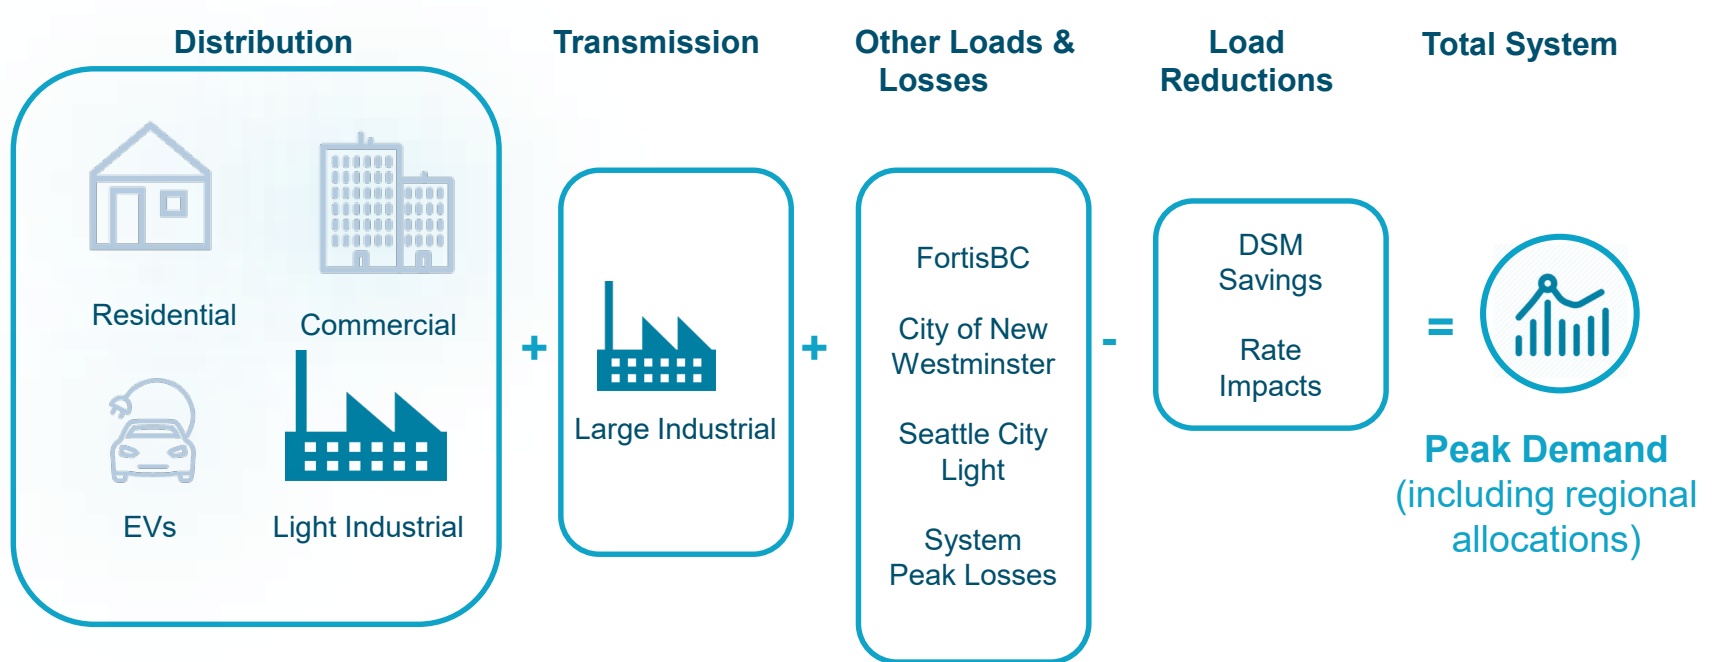 Distribution
Residential
Commercial
EVs
Light Industrial
+
Transmission
Large Industrial
+
Other Loads &
Losses
FortisBC
City of New
Westminster
Seattle City
Light
System
Peak Losses
-
Load
Reductions
DSM
Savings
Rate
Impacts
=
Total System
Peak Demand
(including regional
allocations)